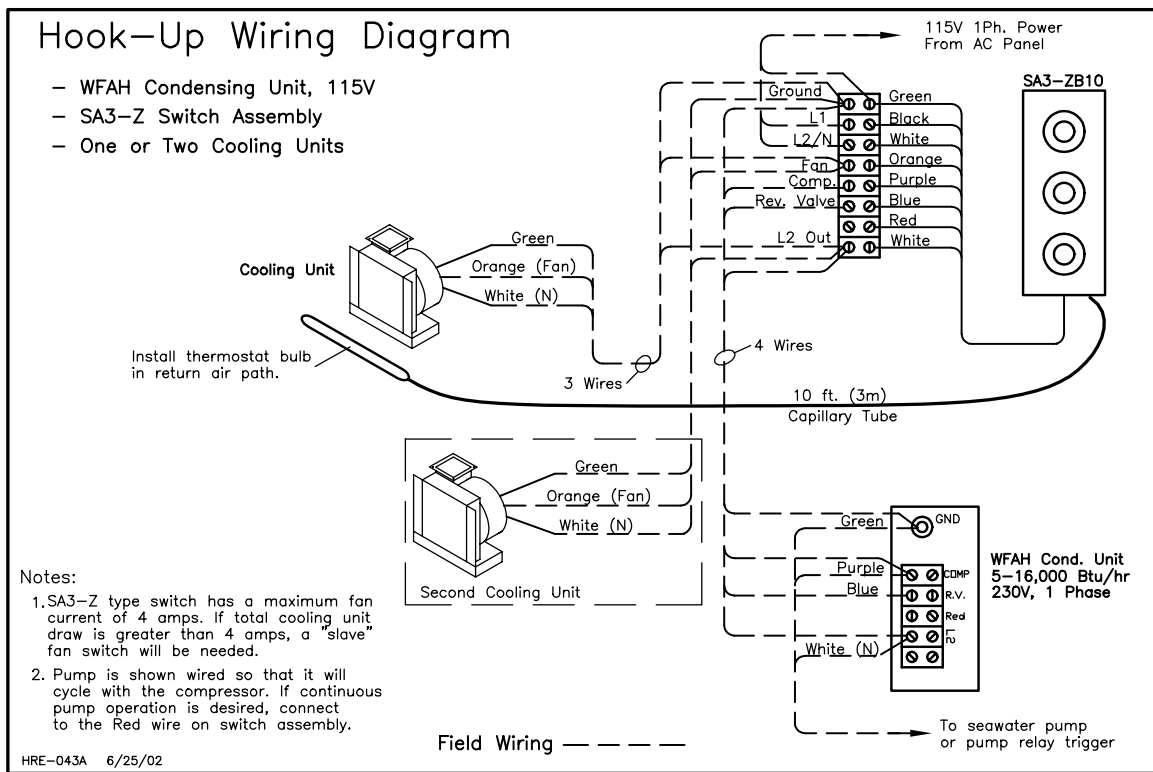 Hook-Up Wiring Diagram
- WFAH Condensing Unit, 115V
- SA3-Z Switch Assembly
- One or Two Cooling Units
115V 1Ph. Power
From AC Panel
SA3-ZB10
Ground
Green
L1
Black
L2/N
White
Fan
Orange
Comp.
Purple
Rev. Valve
Blue
Red
L2 Out
White
Cooling Unit
Green
Orange (Fan)
White (N)
Install thermostat bulb
in return air path.
3 Wires
4 Wires
10 ft. (3m)
Capillary Tube
Green
Orange (Fan)
White (N)
Second Cooling Unit
Green
GND
Purple
COMP
Blue
R.V.
Red
L2
White (N)
WFAH Cond. Unit
5-16,000 Btu/hr
230V, 1 Phase
To seawater pump
or pump relay trigger
Notes:
1. SA3-Z type switch has a maximum fan
current of 4 amps. If total cooling unit
draw is greater than 4 amps, a "slave"
fan switch will be needed.
2. Pump is shown wired so that it will
cycle with the compressor. If continuous
pump operation is desired, connect
to the Red wire on switch assembly.
Field Wiring
HRE-043A 6/25/02